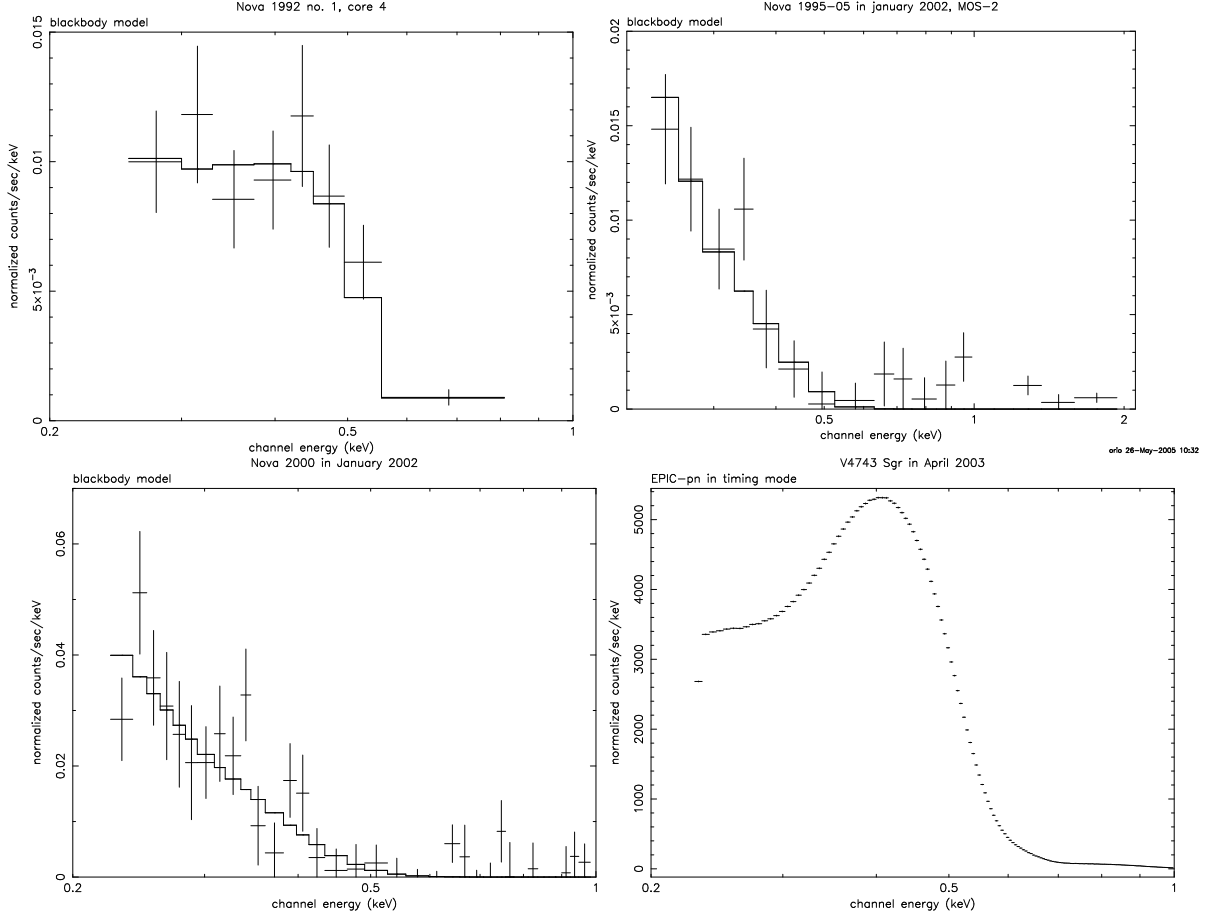 Nova 1992 no. 1, core 4
blackbody model
normalized counts/sec/keV
0 5×10⁻³ 0.01 0.015
0.2 0.5 1
channel energy (keV)
Nova 1995-05 in january 2002, MOS-2
blackbody model
normalized counts/sec/keV
0 5×10⁻³ 0.01 0.015 0.02
0.5 1 2
channel energy (keV)
orio 26-May-2005 10:32
Nova 2000 in January 2002
blackbody model
normalized counts/sec/keV
0 0.02 0.04 0.06
0.2 0.5 1
channel energy (keV)
V4743 Sgr in April 2003
EPIC-pn in timing mode
normalized counts/sec/keV
0 1000 2000 3000 4000 5000
0.2 0.5 1
channel energy (keV)